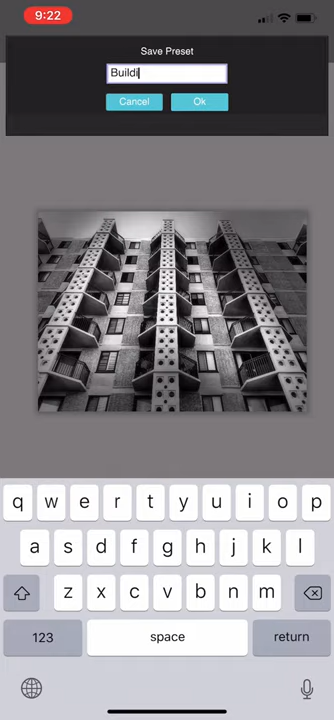 9:22
Save Preset
Buildi
Cancel Ok
q w e r t y u i o p
a s d f g h j k l
z x c v b n m
123 space return